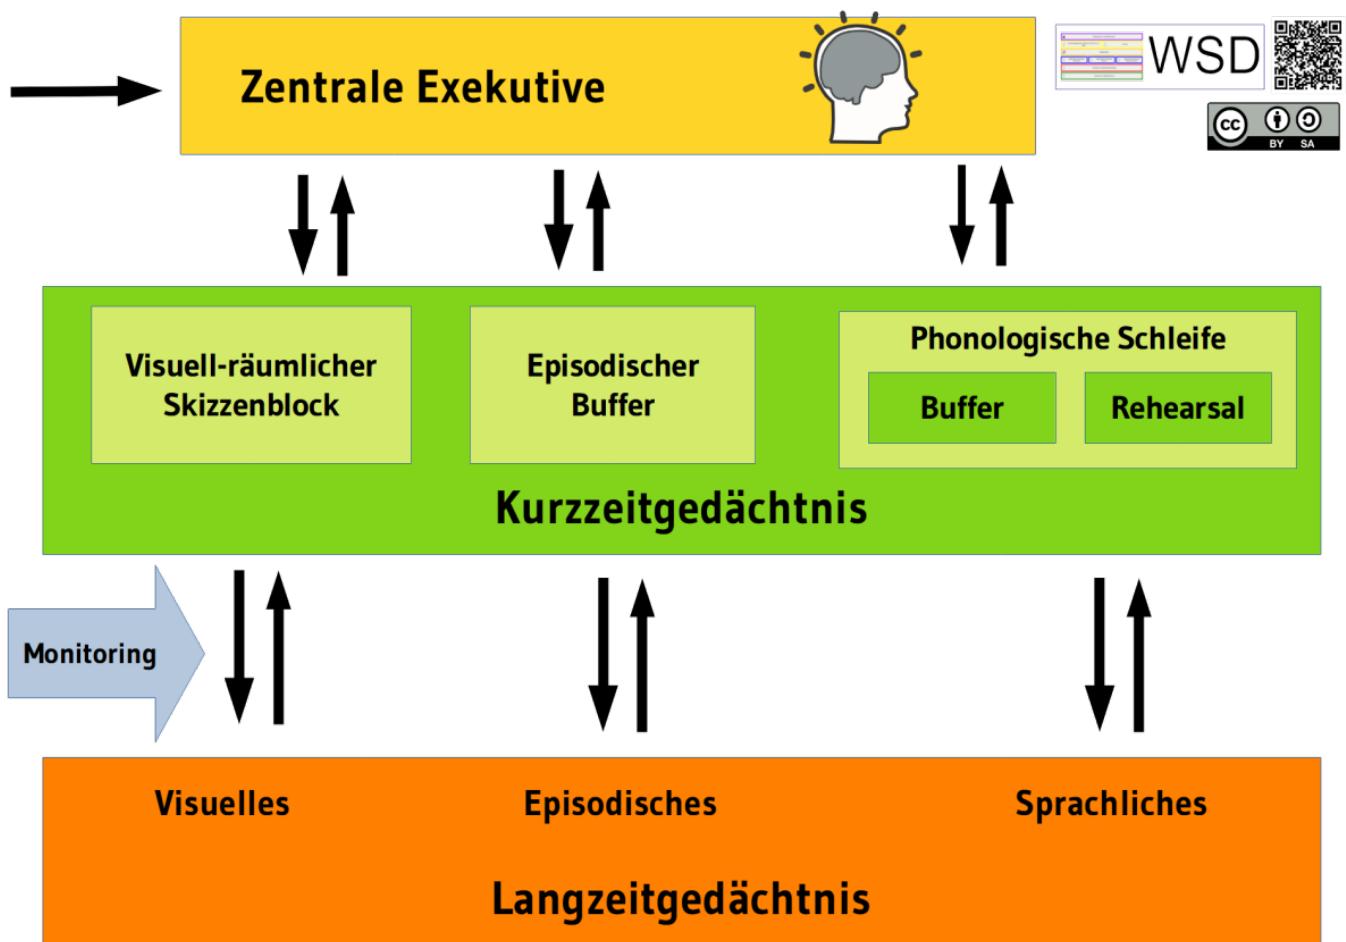 Zentrale Exekutive
WSD
cc
BY SA
Visuell-räumlicher
Skizzenblock
Episodischer
Buffer
Phonologische Schleife
Buffer
Rehearsal
Kurzzeitgedächtnis
Monitoring
Visuelles
Episodisches
Sprachliches
Langzeitgedächtnis